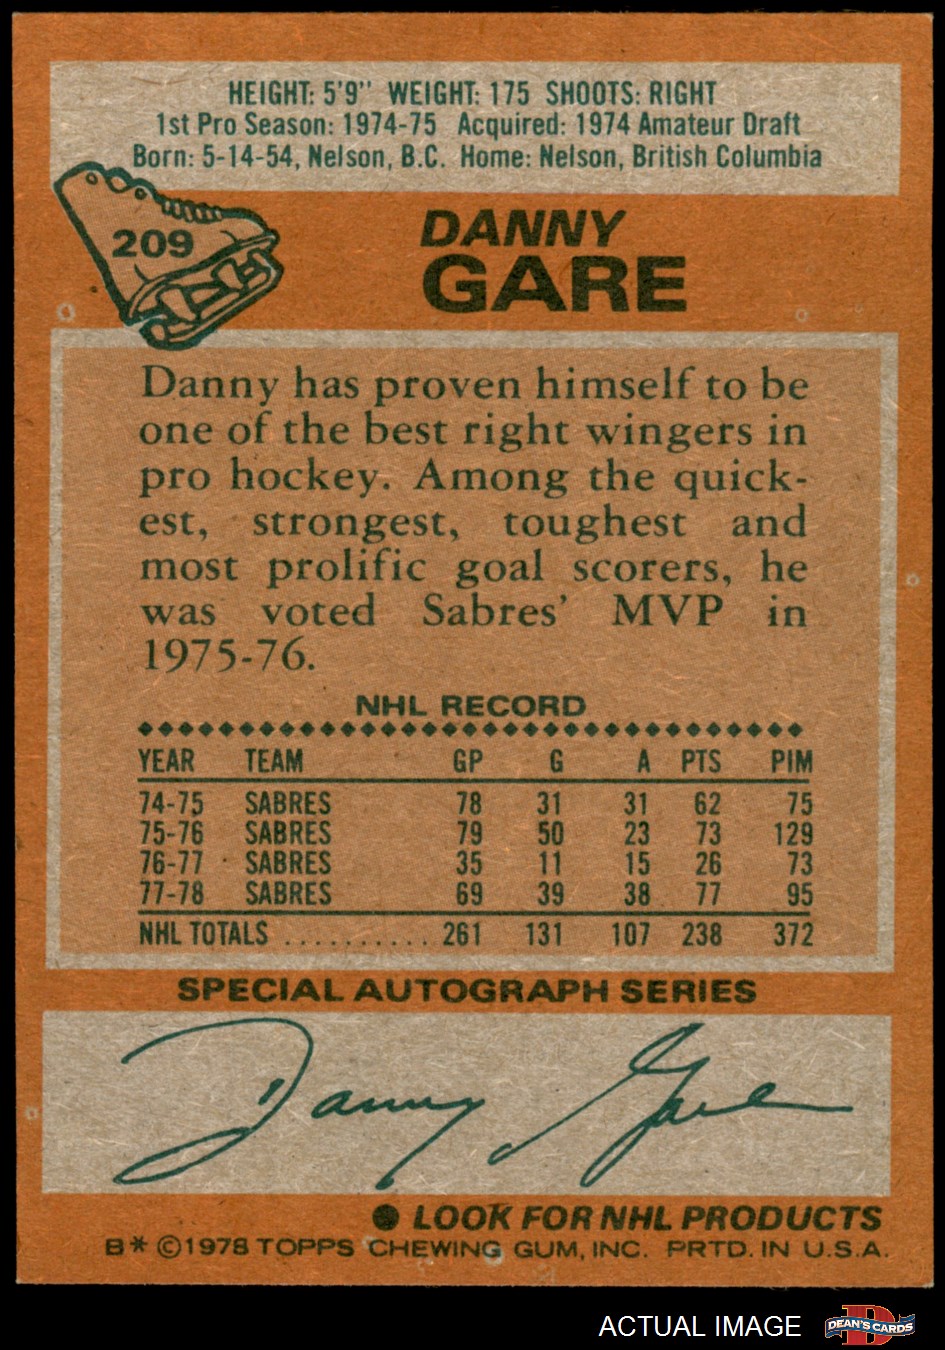 HEIGHT: 5'9" WEIGHT: 175 SHOOTS: RIGHT
1st Pro Season: 1974-75 Acquired: 1974 Amateur Draft
Born: 5-14-54, Nelson, B.C. Home: Nelson, British Columbia
209
DANNY
GARE
Danny has proven himself to be
one of the best right wingers in
pro hockey. Among the quick-
est, strongest, toughest and
most prolific goal scorers, he
was voted Sabres' MVP in
1975-76.
NHL RECORD
YEAR TEAM GP G A PTS PIM
74-75 SABRES 78 31 31 62 75
75-76 SABRES 79 50 23 73 129
76-77 SABRES 35 11 15 26 73
77-78 SABRES 69 39 38 77 95
NHL TOTALS .......... 261 131 107 238 372
SPECIAL AUTOGRAPH SERIES
Danny Gare
● LOOK FOR NHL PRODUCTS
B* ©1978 TOPPS CHEWING GUM, INC. PRTD. IN U.S.A.
ACTUAL IMAGE DEAN'S CARDS